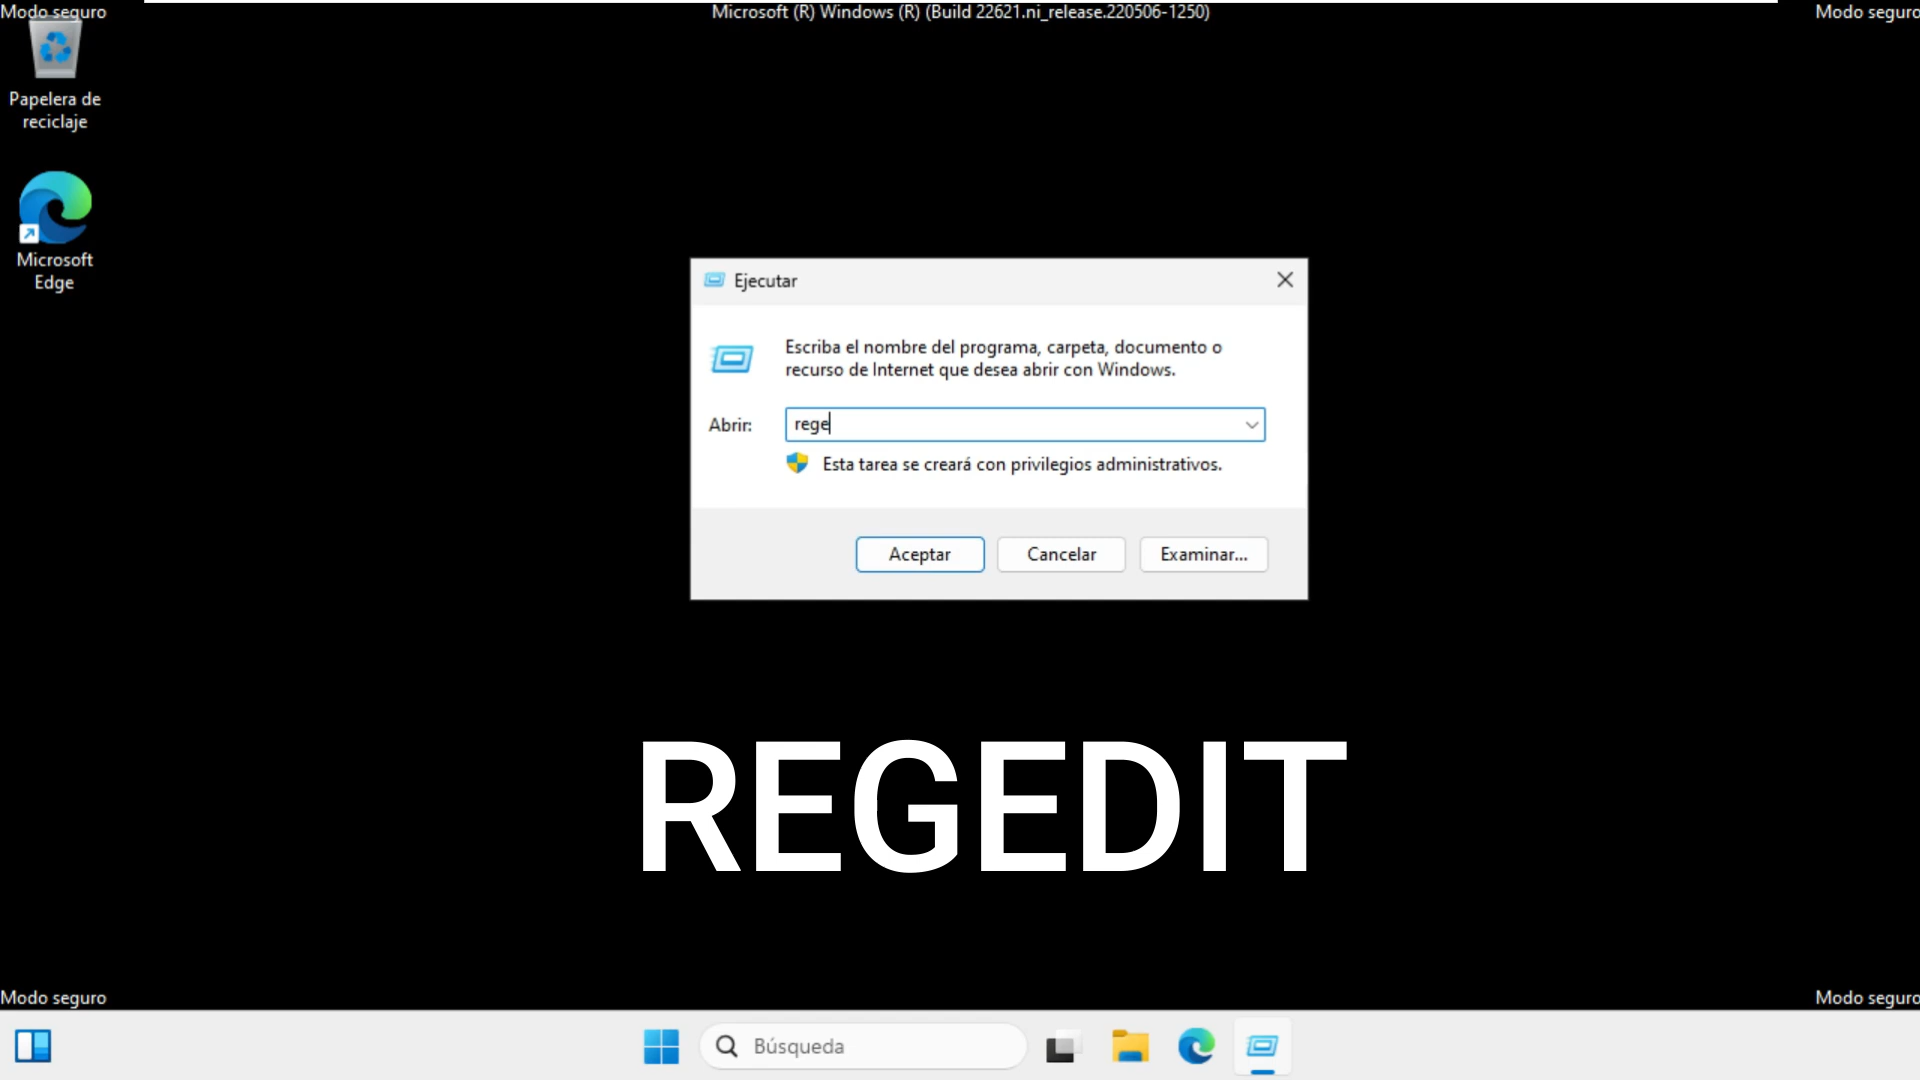 Modo seguro
Microsoft (R) Windows (R) (Build 22621.ni_release.220506-1250)
Modo seguro
Papelera de
reciclaje
Microsoft
Edge
Ejecutar
Escriba el nombre del programa, carpeta, documento o
recurso de Internet que desea abrir con Windows.
Abrir:
rege
Esta tarea se creará con privilegios administrativos.
Aceptar
Cancelar
Examinar...
REGEDIT
Modo seguro
Modo seguro
Búsqueda